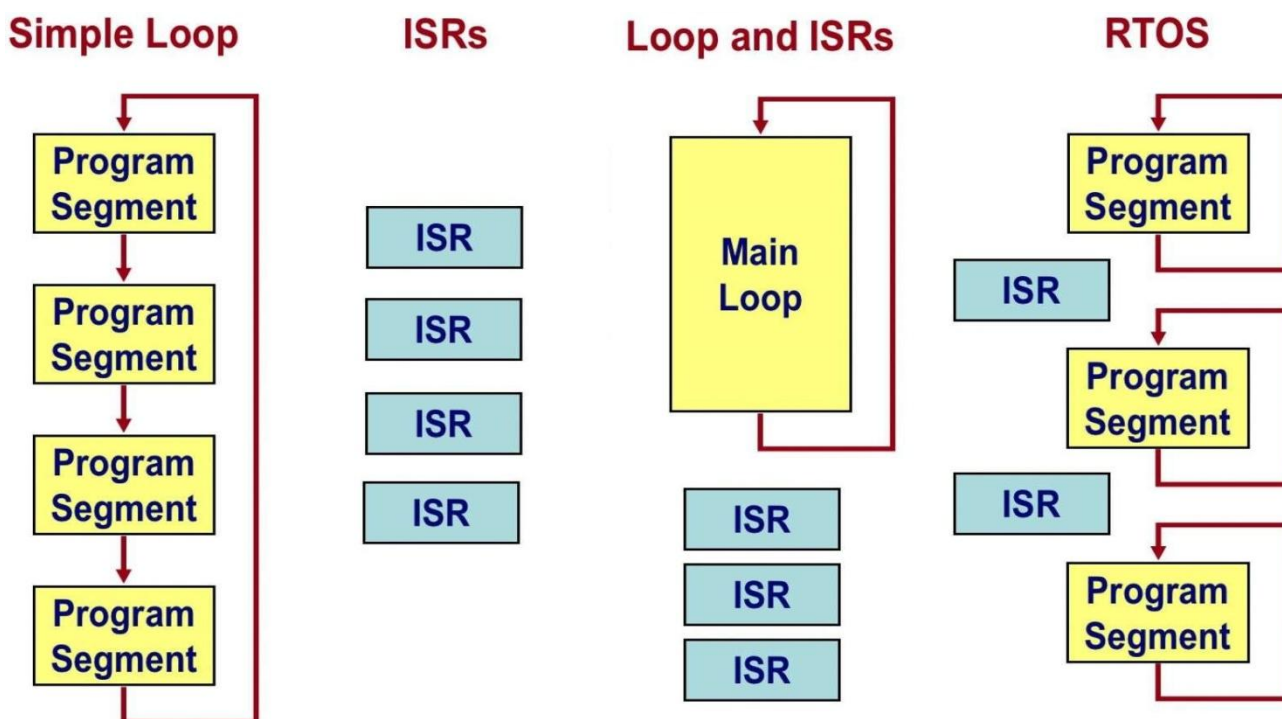 Simple Loop
ISRs
Loop and ISRs
RTOS
Program
Segment
Program
Segment
Program
Segment
Program
Segment
ISR
ISR
ISR
ISR
Main
Loop
ISR
ISR
ISR
Program
Segment
ISR
Program
Segment
ISR
Program
Segment